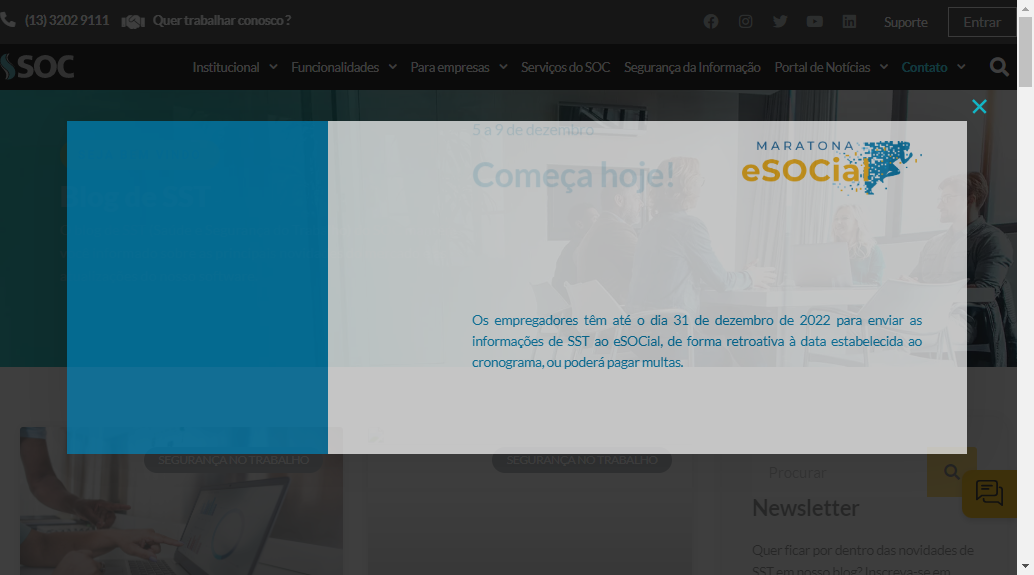 (13) 3202 9111
Quer trabalhar conosco ?
Suporte
Entrar
SOC
Institucional
Funcionalidades
Para empresas
Serviços do SOC
Segurança da Informação
Portal de Notícias
Contato
5 a 9 de dezembro
MARATONA
eSOCial
Começa hoje!
Os empregadores têm até o dia 31 de dezembro de 2022 para enviar as
informações de SST ao eSOCial, de forma retroativa à data estabelecida ao
cronograma, ou poderá pagar multas.
SEGURANÇA NO TRABALHO
SEGURANÇA NO TRABALHO
Procurar
Newsletter
Quer ficar por dentro das novidades de
SST em nosso blog? Inscreva-se em